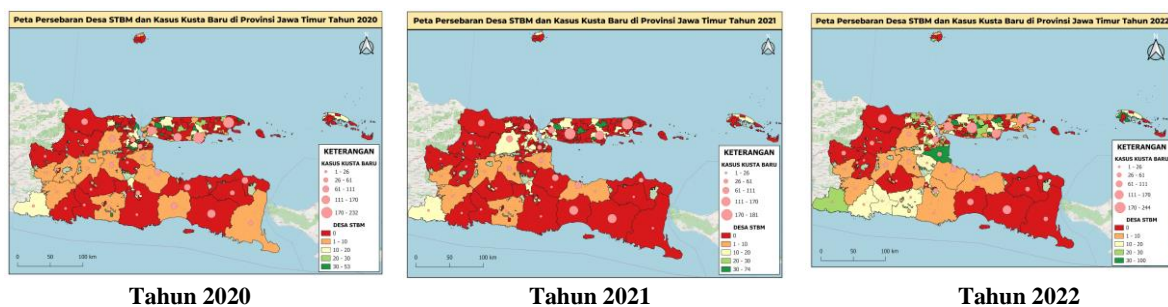 Peta Persebaran Desa STBM dan Kasus Kusta Baru di Provinsi Jawa Timur Tahun 2020
N
KETERANGAN
KASUS KUSTA BARU
1 - 26
26 - 61
61 - 111
111 - 170
176 - 232
DESA STBM
0
1 - 10
10 - 20
20 - 30
30 - 53
0 50 100 km
Tahun 2020
Peta Persebaran Desa STBM dan Kasus Kusta Baru di Provinsi Jawa Timur Tahun 2021
N
KETERANGAN
KASUS KUSTA BARU
1 - 26
26 - 61
61 - 111
111 - 170
176 - 181
DESA STBM
0
1 - 10
10 - 20
20 - 30
30 - 74
0 50 100 km
Tahun 2021
Peta Persebaran Desa STBM dan Kasus Kusta Baru di Provinsi Jawa Timur Tahun 2022
N
KETERANGAN
KASUS KUSTA BARU
1 - 26
26 - 61
61 - 111
111 - 170
176 - 244
DESA STBM
0
1 - 10
10 - 20
20 - 30
30 - 100
0 50 100 km
Tahun 2022